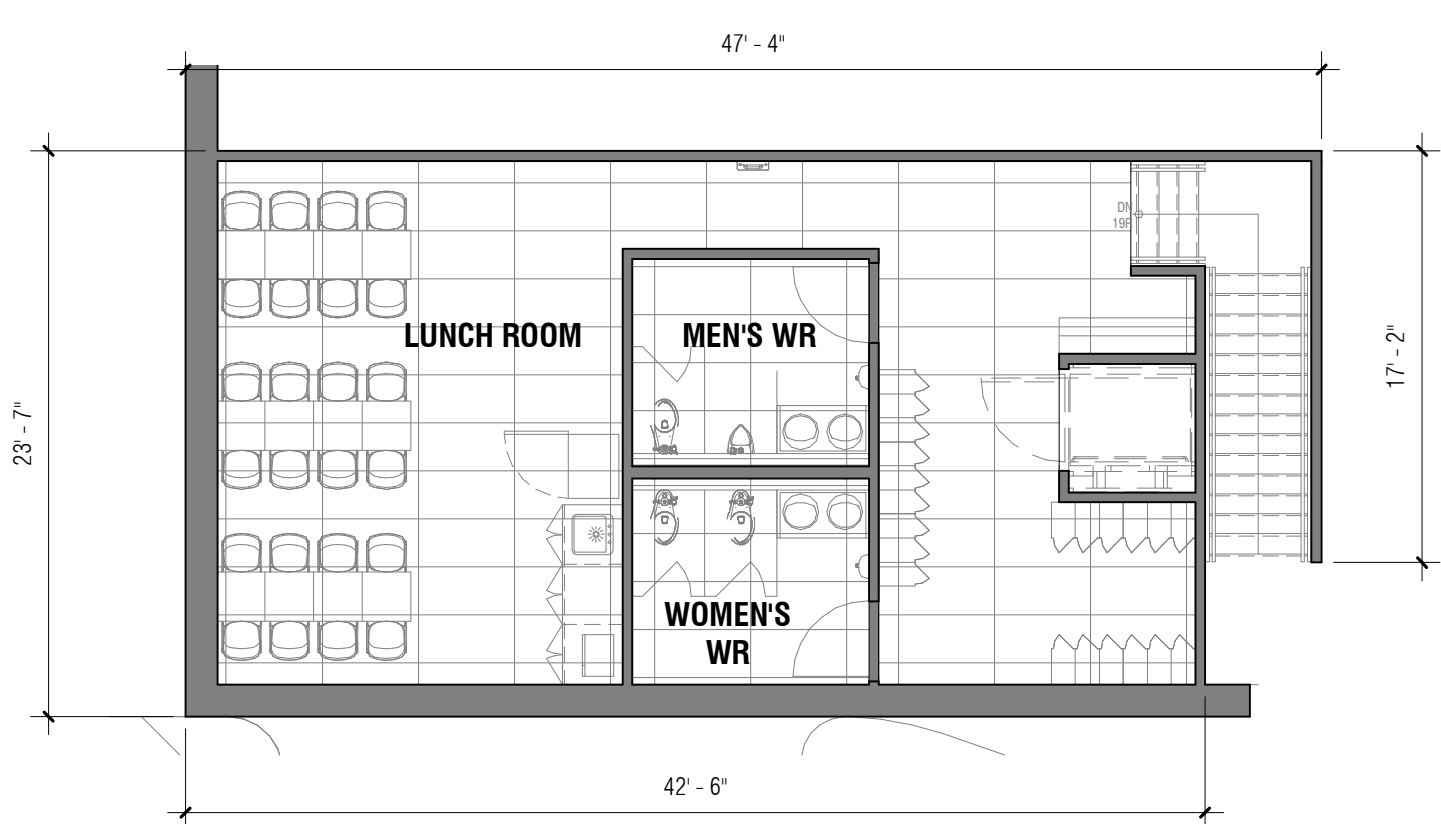 47' - 4"
DN
19R
LUNCH ROOM
MEN'S WR
17' - 2"
23' - 7"
WOMEN'S
WR
42' - 6"